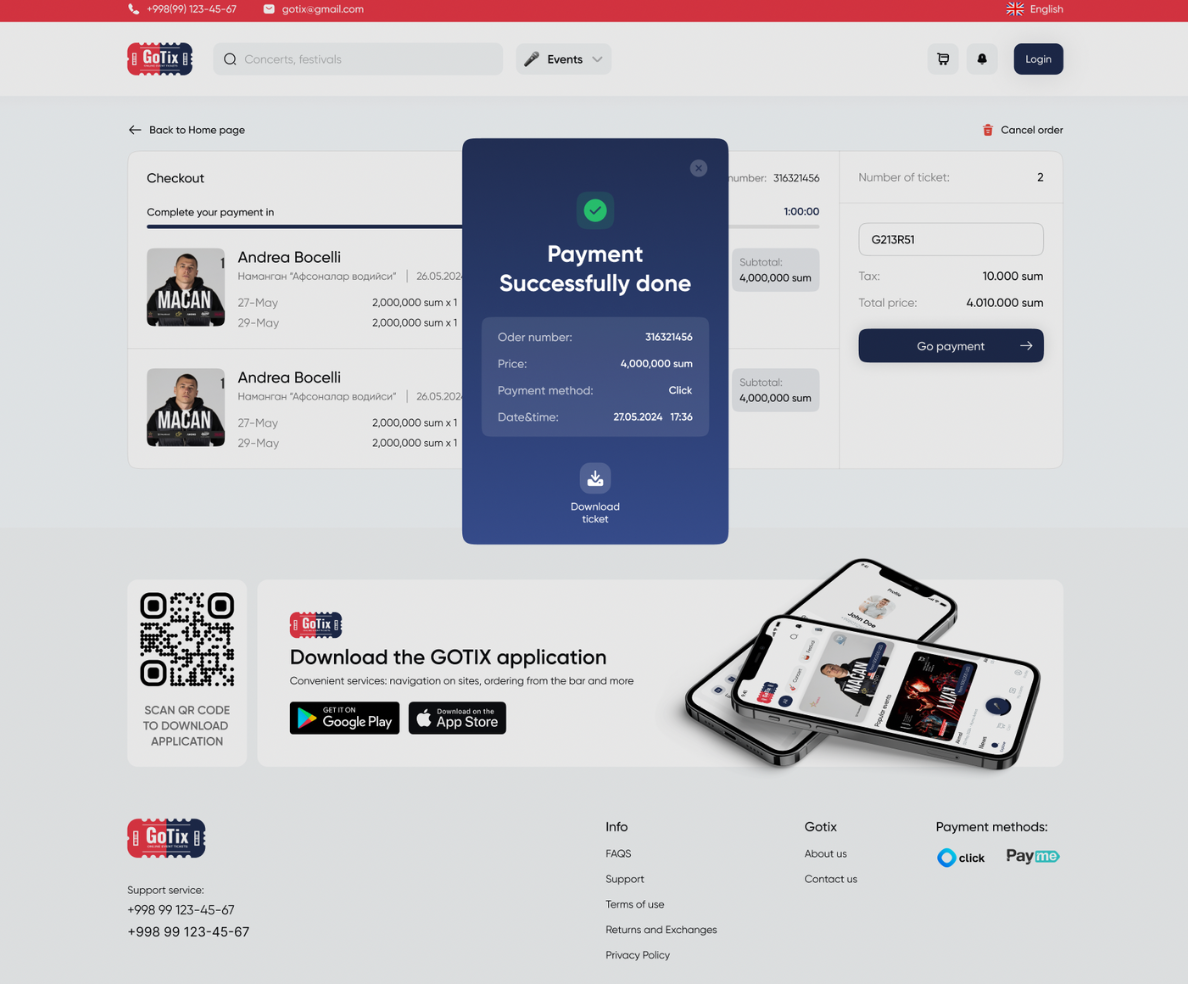 +998(99) 123-45-67
gotix@gmail.com
English
GoTix
Concerts, festivals
Events
Login
Back to Home page
Cancel order
Checkout
number: 316321456
Complete your payment in
1:00:00
Andrea Bocelli
Наманган “Афсоналар водийси”
26.05.202
27-May
2,000,000 sum x 1
29-May
2,000,000 sum x 1
Subtotal:
4,000,000 sum
MACAN
Andrea Bocelli
Наманган “Афсоналар водийси”
26.05.202
27-May
2,000,000 sum x 1
29-May
2,000,000 sum x 1
Subtotal:
4,000,000 sum
MACAN
Number of ticket:
2
G213R51
Tax:
10.000 sum
Total price:
4.010.000 sum
Go payment
Payment
Successfully done
Oder number:
316321456
Price:
4,000,000 sum
Payment method:
Click
Date&time:
27.05.2024 17:36
Download
ticket
SCAN QR CODE
TO DOWNLOAD
APPLICATION
GoTix
Download the GOTIX application
Convenient services: navigation on sites, ordering from the bar and more
GET IT ON
Google Play
Download on the
App Store
Profile
John Doe
MACAN
Popular events
News
GoTix
Support service:
+998 99 123-45-67
+998 99 123-45-67
Info
FAQS
Support
Terms of use
Returns and Exchanges
Privacy Policy
Gotix
About us
Contact us
Payment methods:
click
Payme